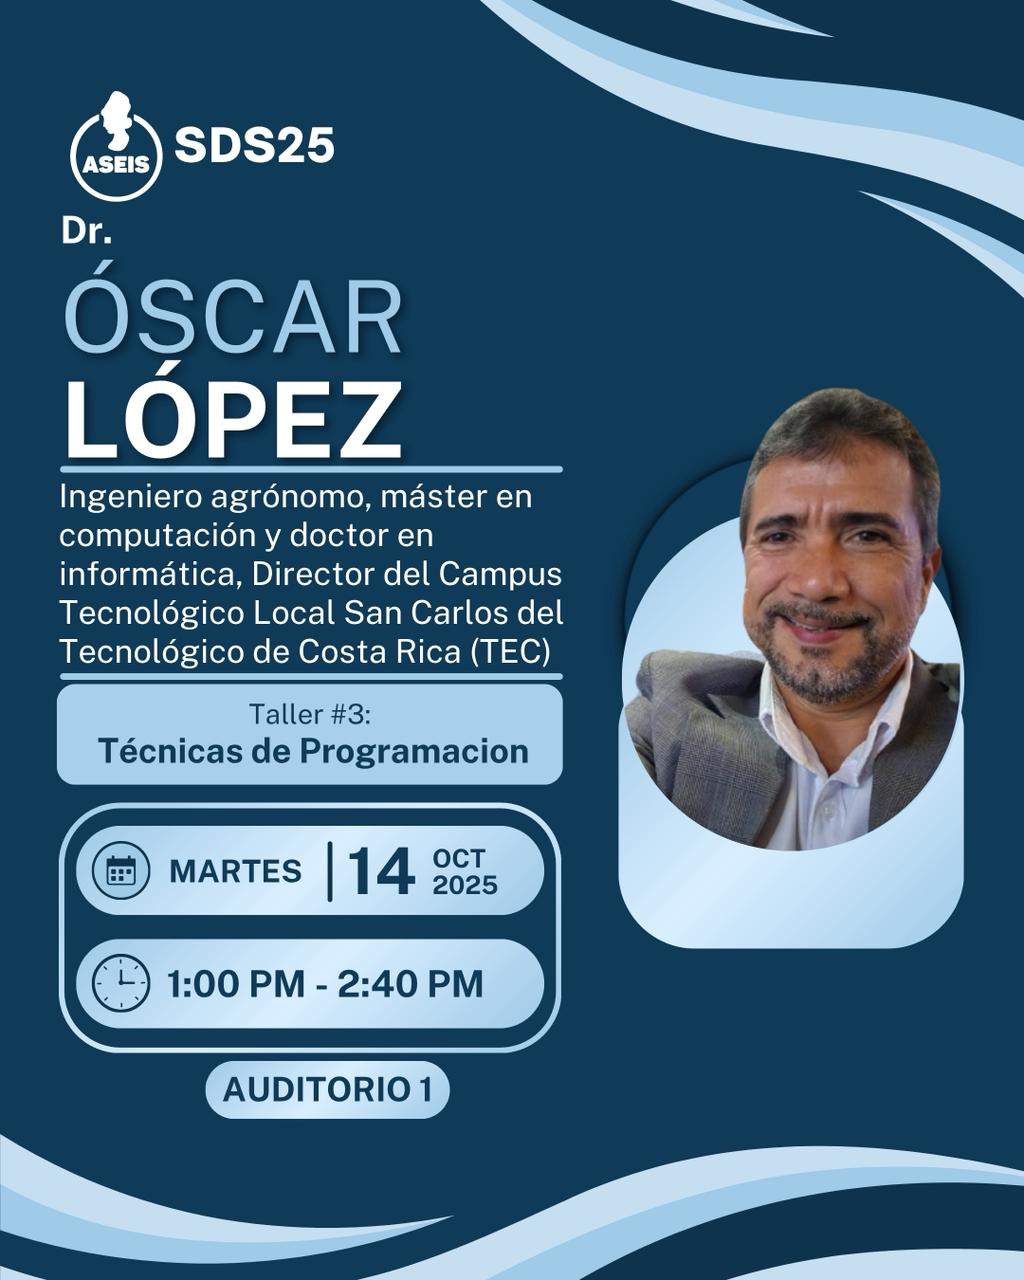 ASEIS
SDS25
Dr.
ÓSCAR
LÓPEZ
Ingeniero agrónomo, máster en
computación y doctor en
informática, Director del Campus
Tecnológico Local San Carlos del
Tecnológico de Costa Rica (TEC)
Taller #3:
Técnicas de Programacion
MARTES
14
OCT
2025
1:00 PM - 2:40 PM
AUDITORIO 1